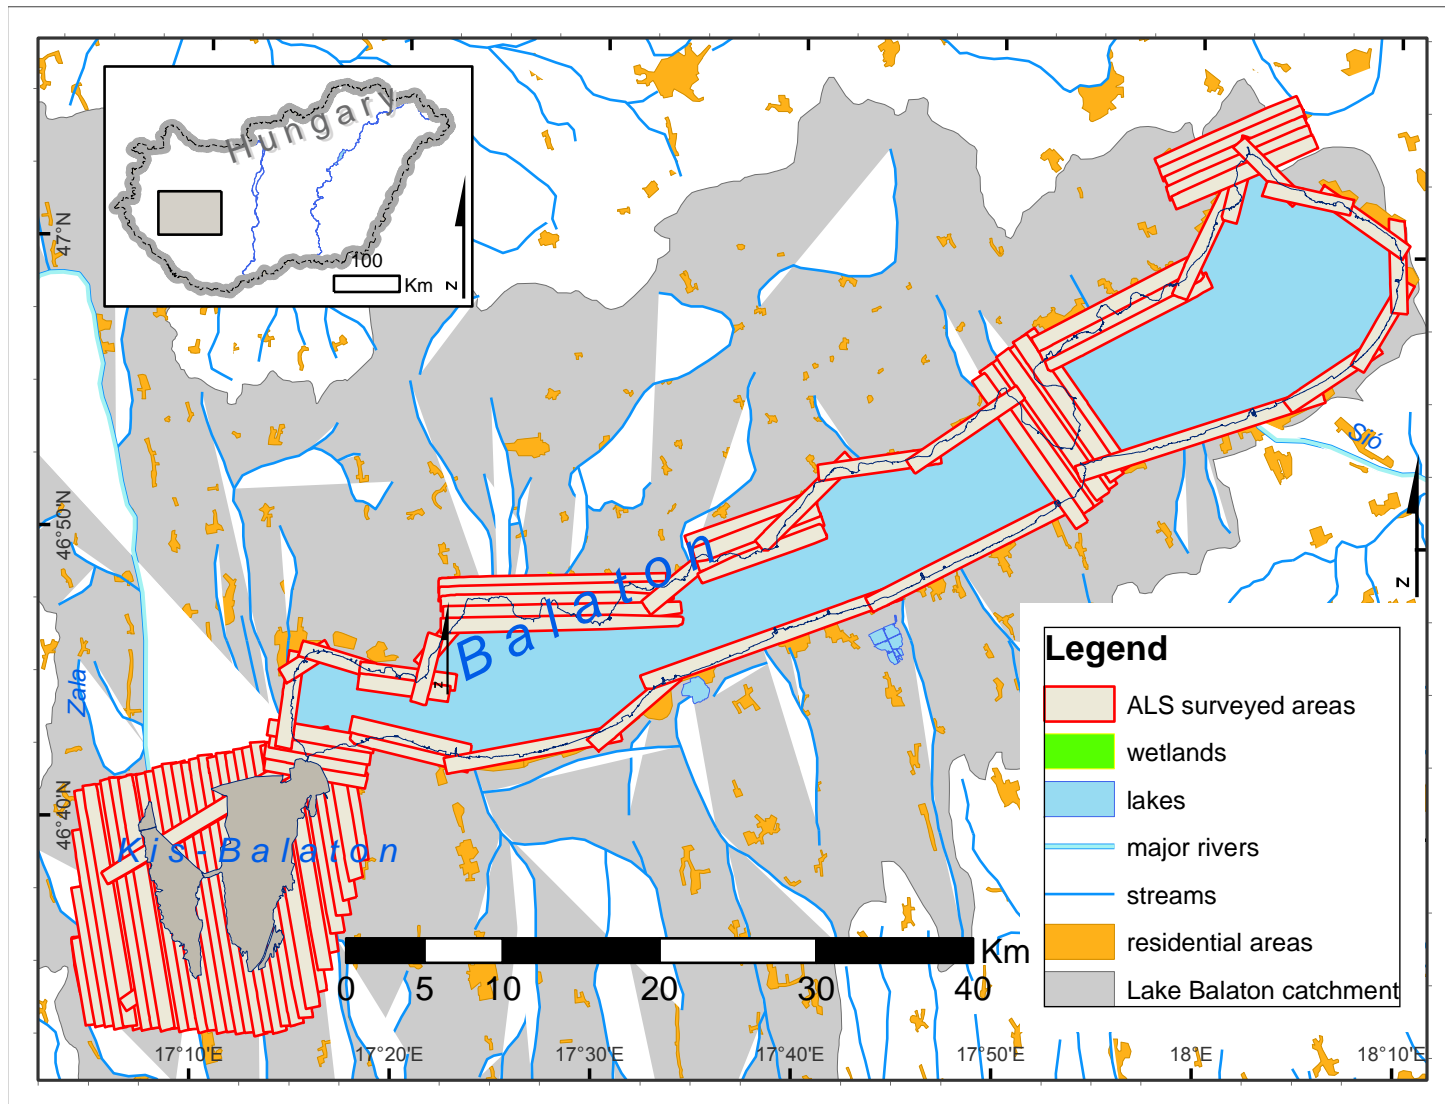 Hungary
100
Km
N
47°N
46°50'N
46°40'N
Sió
N
Balaton
N
Zala
Kis-Balaton
Legend
ALS surveyed areas
wetlands
lakes
major rivers
streams
residential areas
Lake Balaton catchment
Km
0 5 10 20 30 40
17°10'E 17°20'E 17°30'E 17°40'E 17°50'E 18°E 18°10'E